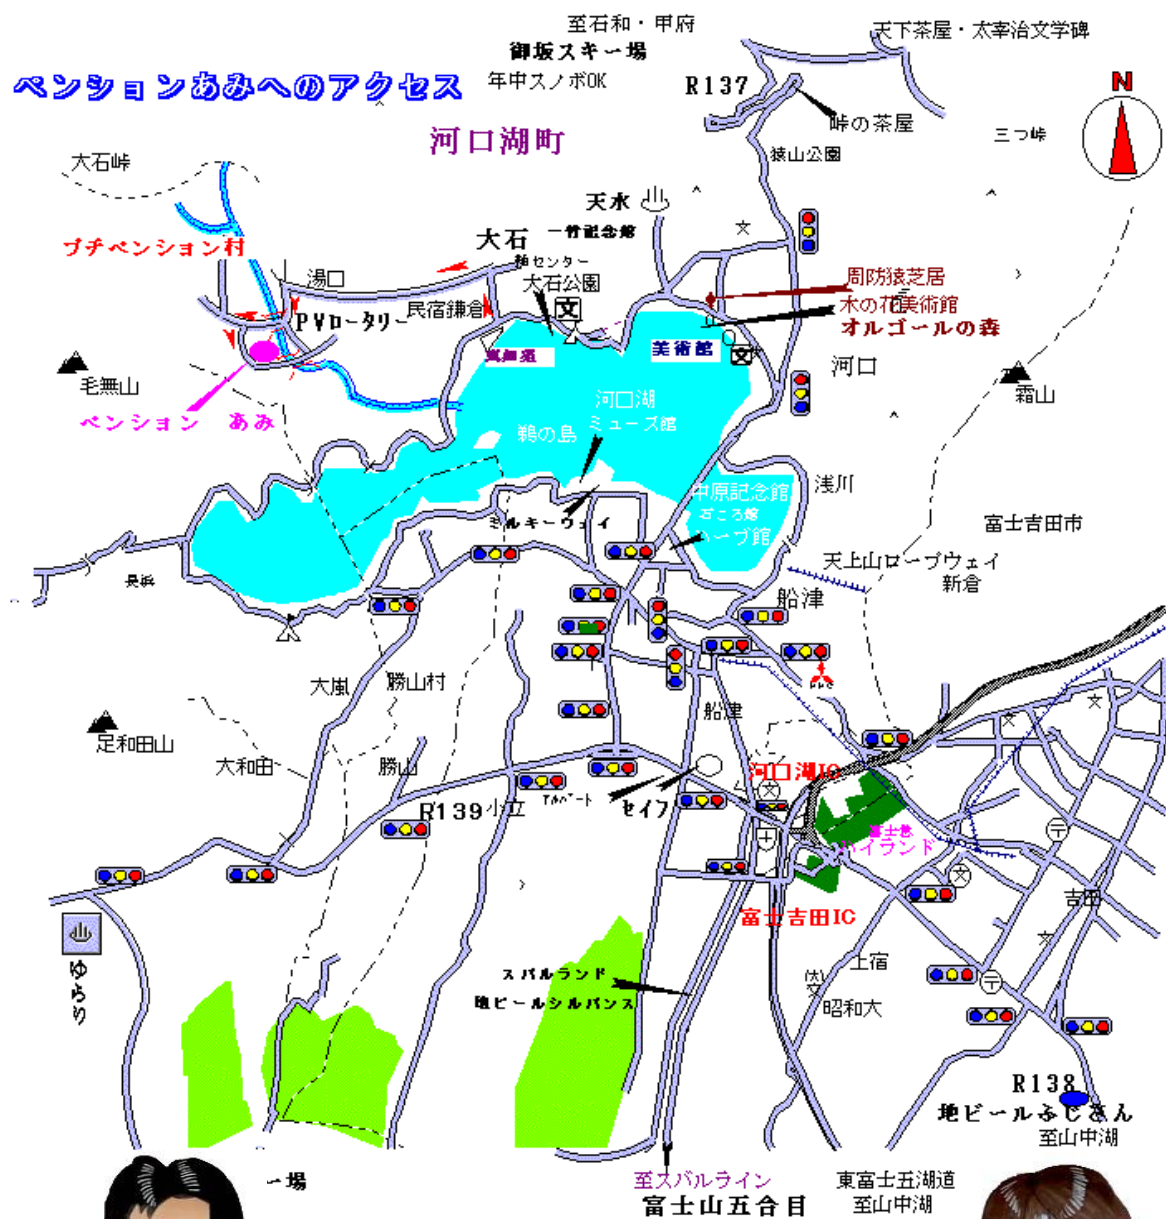 至石和・甲府
天下茶屋・太宰治文学碑
御坂スキー場
ペンションあみへのアクセス
年中スノボOK
R137
N
河口湖町
峠の茶屋
三つ峠
猿山公園
大石峠
天水
プチペンション村
大石
一竹記念館
湯口
大石公園
周防猿芝居
民宿鎌倉
木の花美術館
PVロータリー
文
オルゴールの森
美術館
文
河口
毛無山
霜山
ペンション あみ
河口湖
ミューズ館
鵜の島
浅川
中原記念館
石ころ館
ミルキーウェイ
ハーブ館
富士吉田市
天上山ロープウェイ
新倉
長浜
船津
大嵐
勝山村
船津
足和田山
大和田
勝山
河口湖IC
R139
小立
セイフ
富士急
ハイランド
吉田
富士吉田IC
ゆらり
スバルランド
上宿
地ビールシルバンス
昭和大
R138
地ビールふじさん
至山中湖
ー場
至スバルライン
東富士五湖道
富士山五合目
至山中湖